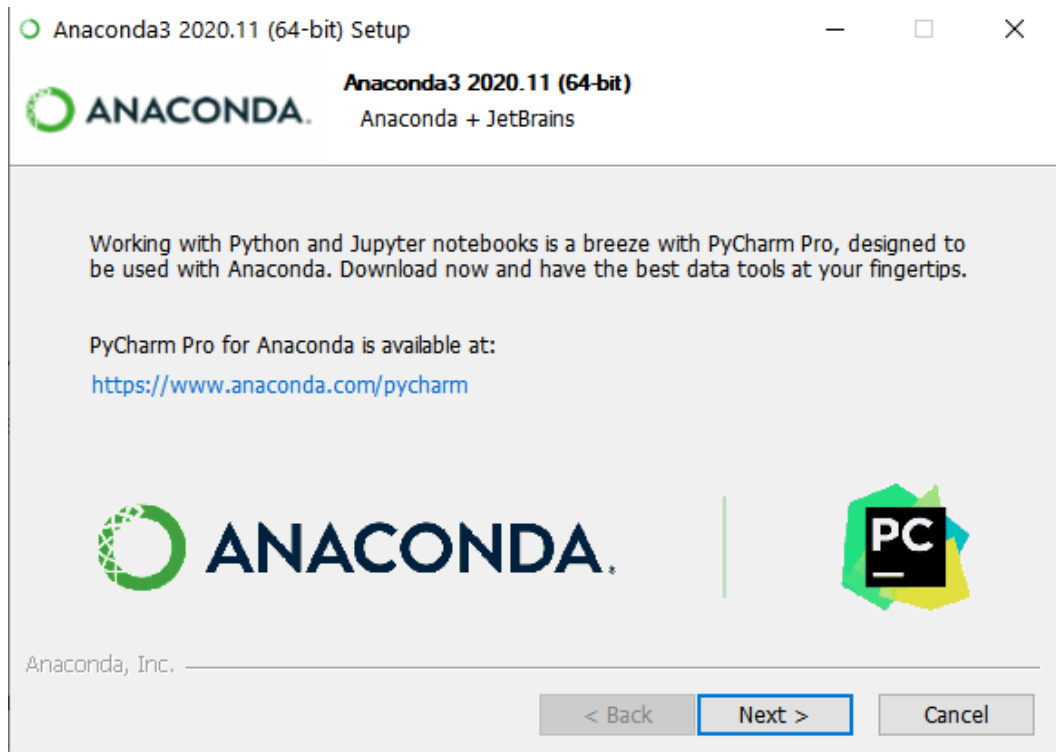 Anaconda3 2020.11 (64-bit) Setup
ANACONDA.
Anaconda3 2020.11 (64-bit)
Anaconda + JetBrains
Working with Python and Jupyter notebooks is a breeze with PyCharm Pro, designed to
be used with Anaconda. Download now and have the best data tools at your fingertips.
PyCharm Pro for Anaconda is available at:
https://www.anaconda.com/pycharm
ANACONDA.
PC
Anaconda, Inc.
< Back
Next >
Cancel